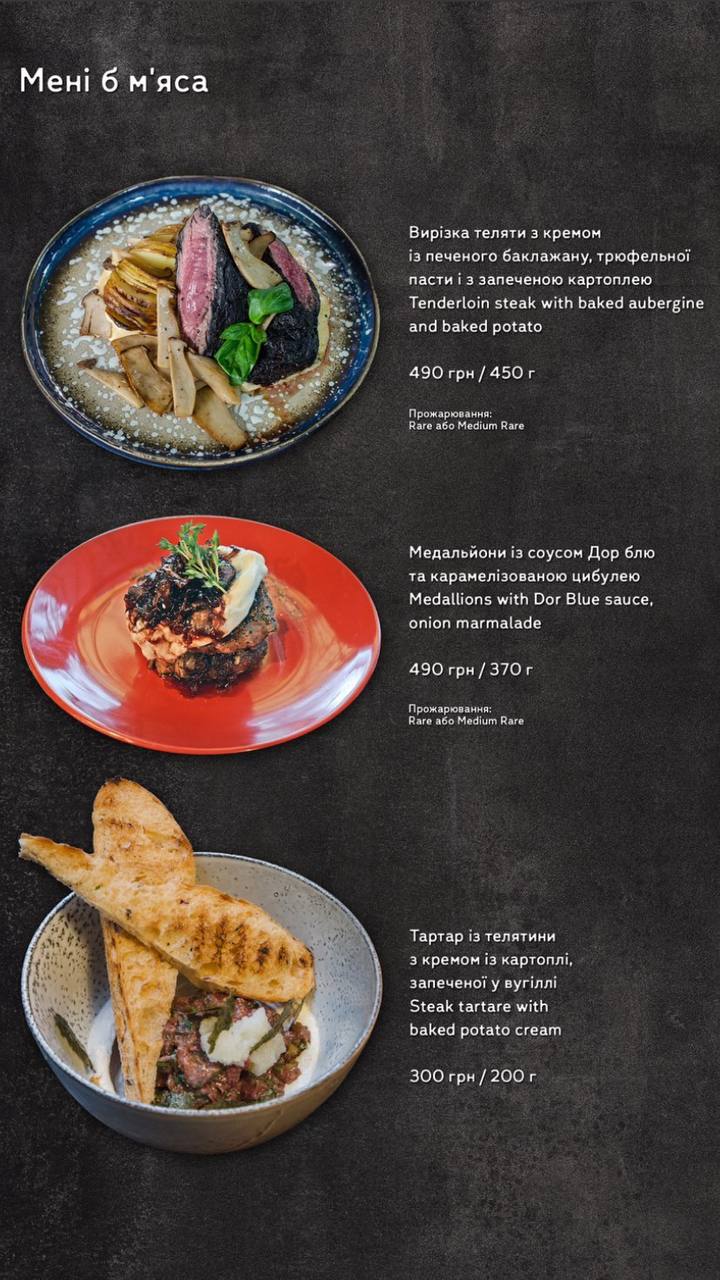 Мені б м'яса
Вирізка теляти з кремом
із печеного баклажану, трюфельної
пасти і з запеченою картоплею
Tenderloin steak with baked aubergine
and baked potato
490 грн / 450 г
Прожарювання:
Rare або Medium Rare
Медальйони із соусом Дор блю
та карамелізованою цибулею
Medallions with Dor Blue sauce,
onion marmalade
490 грн / 370 г
Прожарювання:
Rare або Medium Rare
Тартар із телятини
з кремом із картоплі,
запеченої у вугіллі
Steak tartare with
baked potato cream
300 грн / 200 г